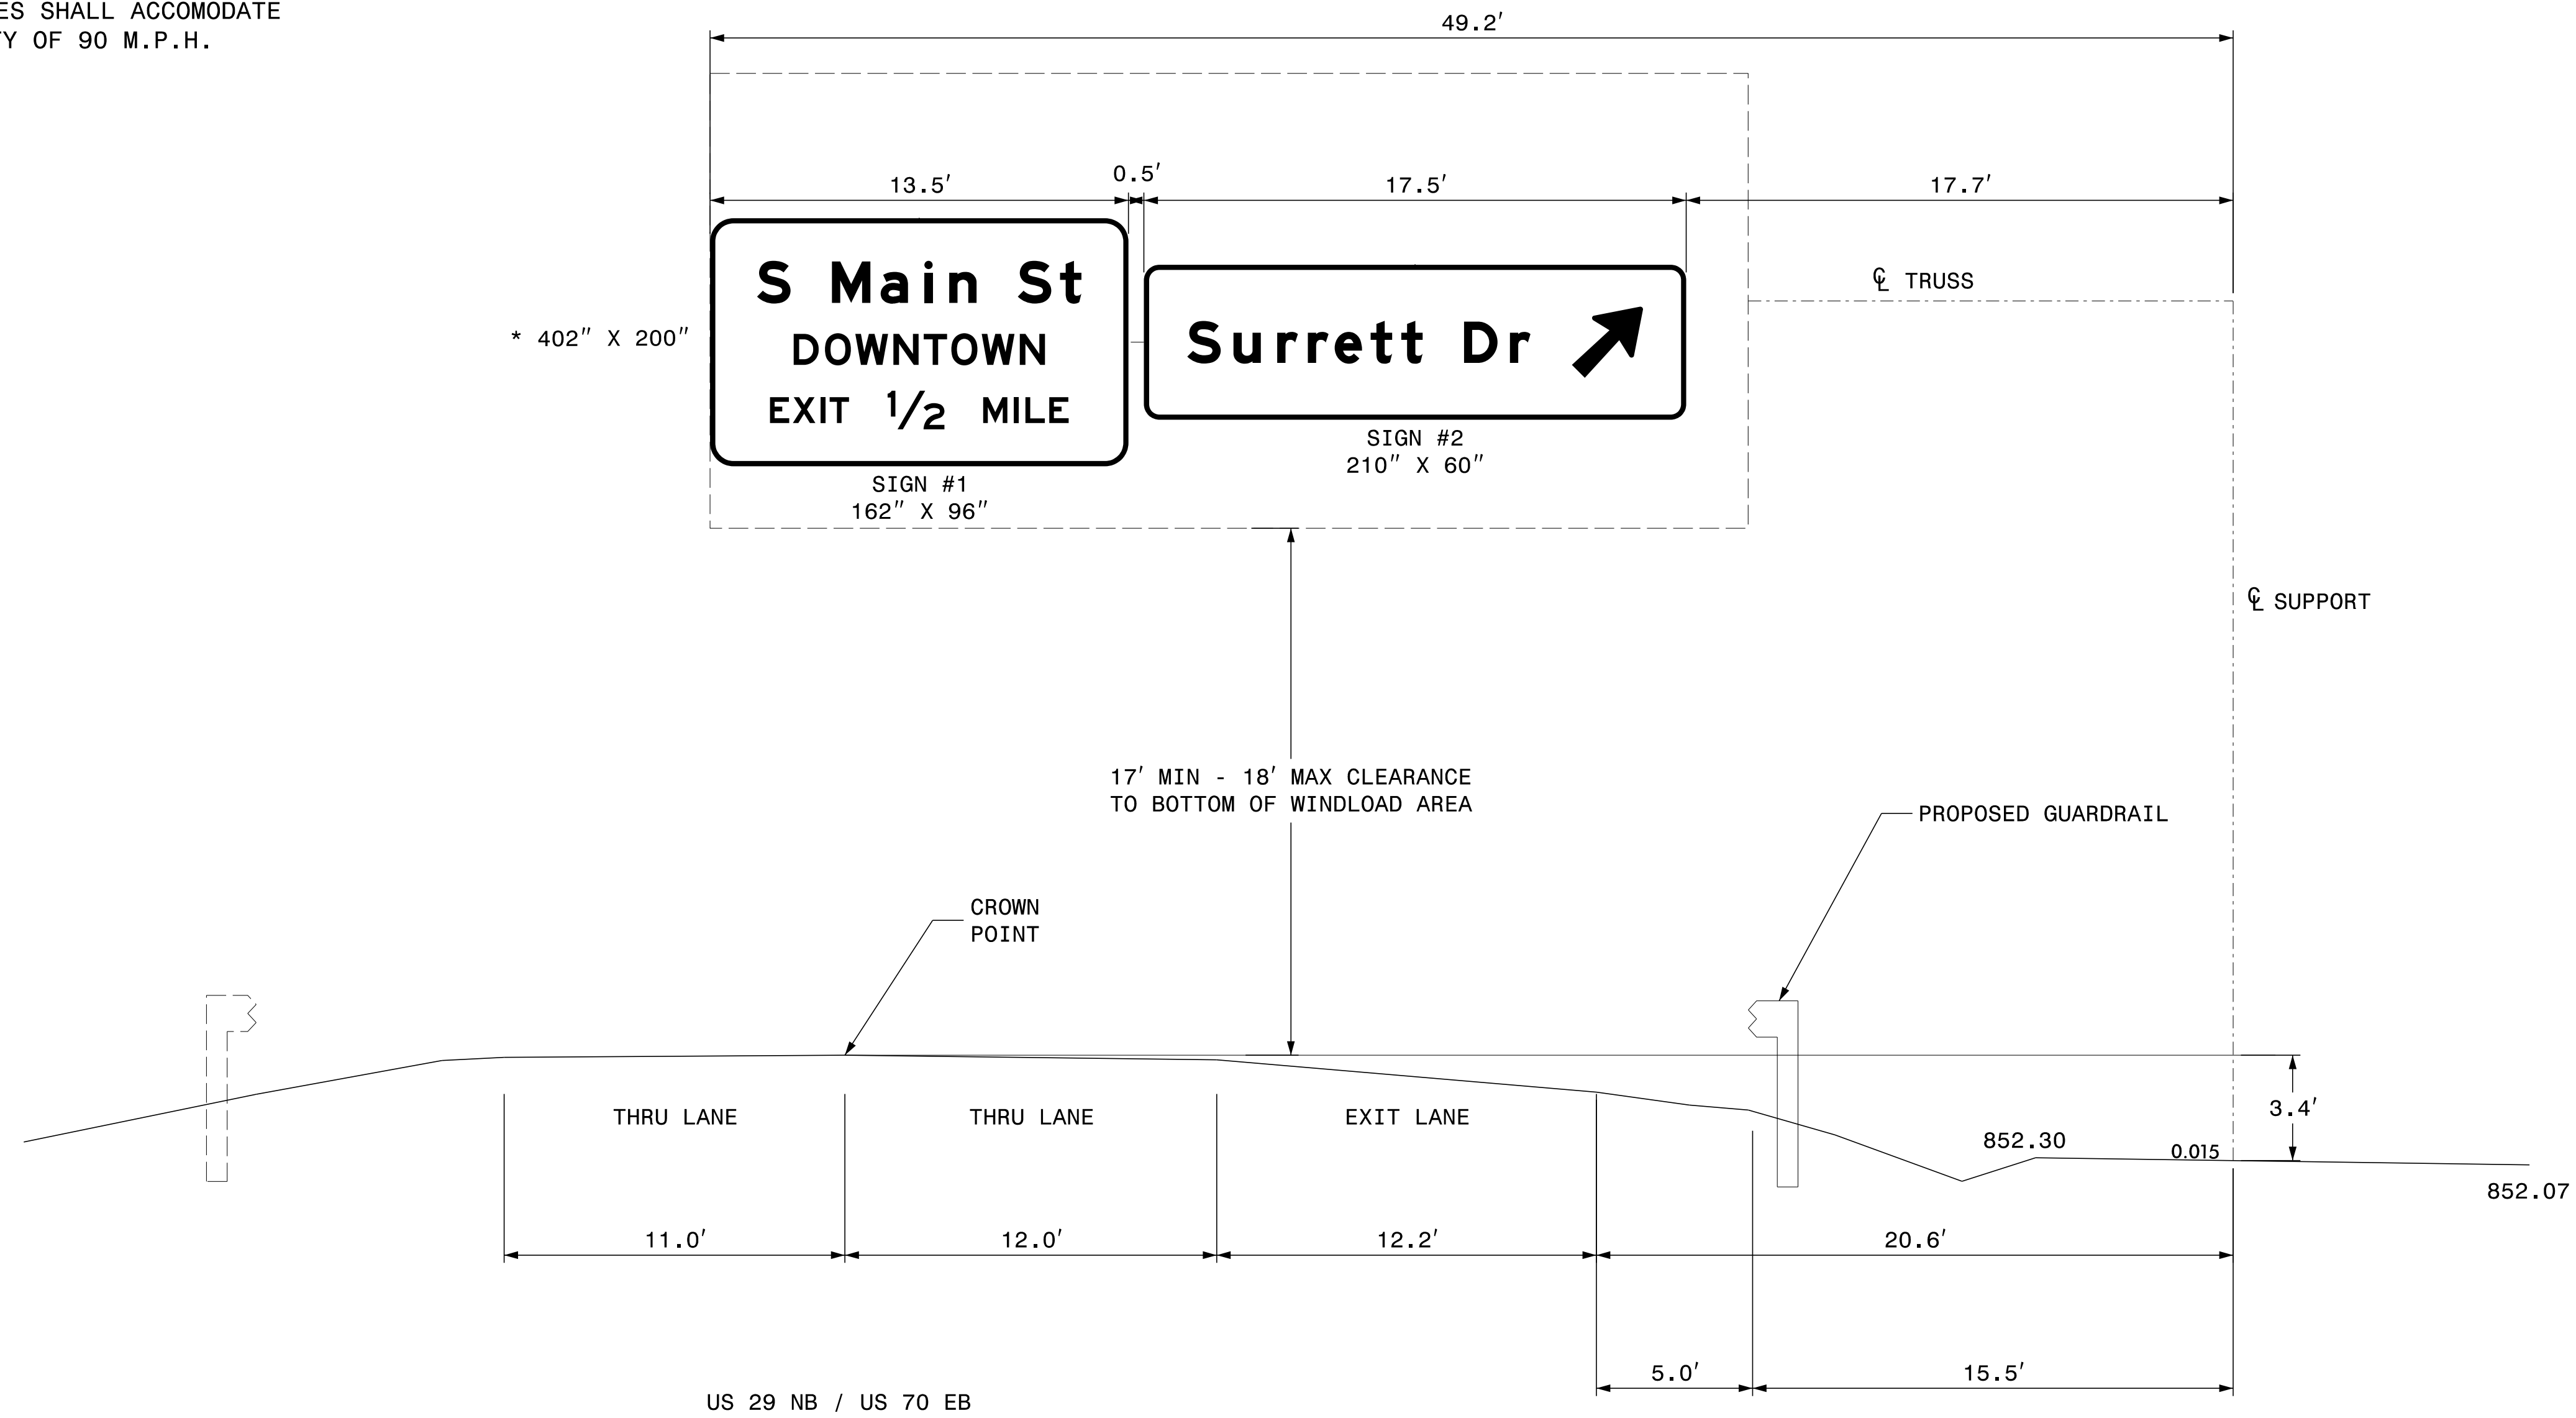 ES SHALL ACCOMODATE
TY OF 90 M.P.H.
49.2′
13.5′
0.5′
17.5′
17.7′
S Main St
DOWNTOWN
EXIT 1/2 MILE
Surrett Dr
℄ TRUSS
* 402″ X 200″
SIGN #2
210″ X 60″
SIGN #1
162″ X 96″
℄ SUPPORT
17′ MIN - 18′ MAX CLEARANCE
TO BOTTOM OF WINDLOAD AREA
PROPOSED GUARDRAIL
CROWN
POINT
THRU LANE
THRU LANE
EXIT LANE
3.4′
852.30
0.015
852.07
11.0′
12.0′
12.2′
20.6′
5.0′
15.5′
US 29 NB / US 70 EB